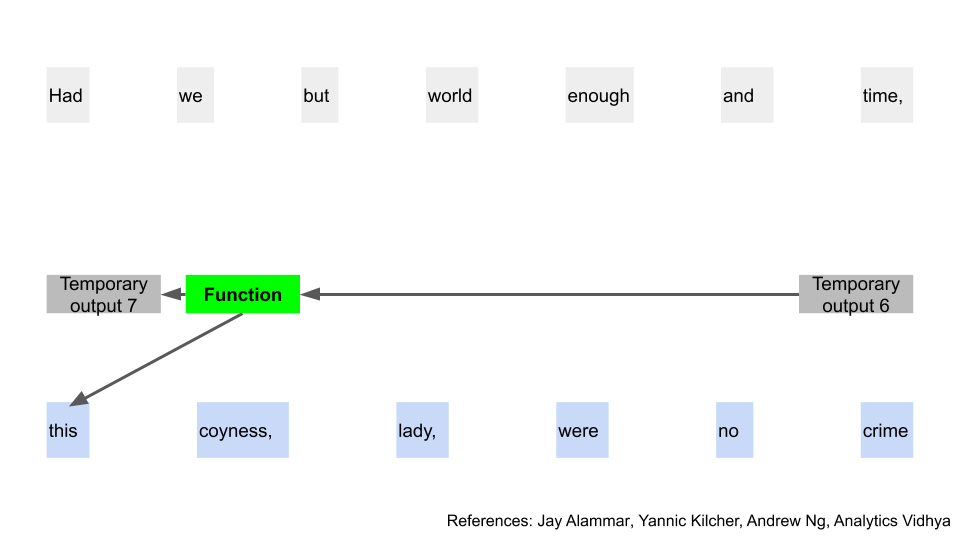 Had we but world enough and time,
Temporary
output 7
Function
Temporary
output 6
this coyness, lady, were no crime
References: Jay Alammar, Yannic Kilcher, Andrew Ng, Analytics Vidhya